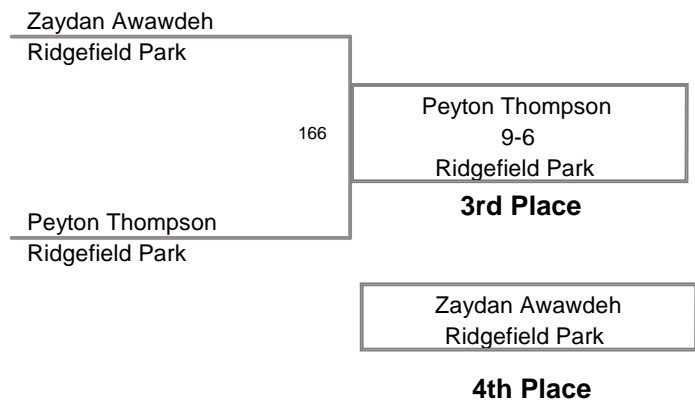 Zaydan Awawdeh
Ridgefield Park
166
Peyton Thompson
9-6
Ridgefield Park
3rd Place
Peyton Thompson
Ridgefield Park
Zaydan Awawdeh
Ridgefield Park
4th Place